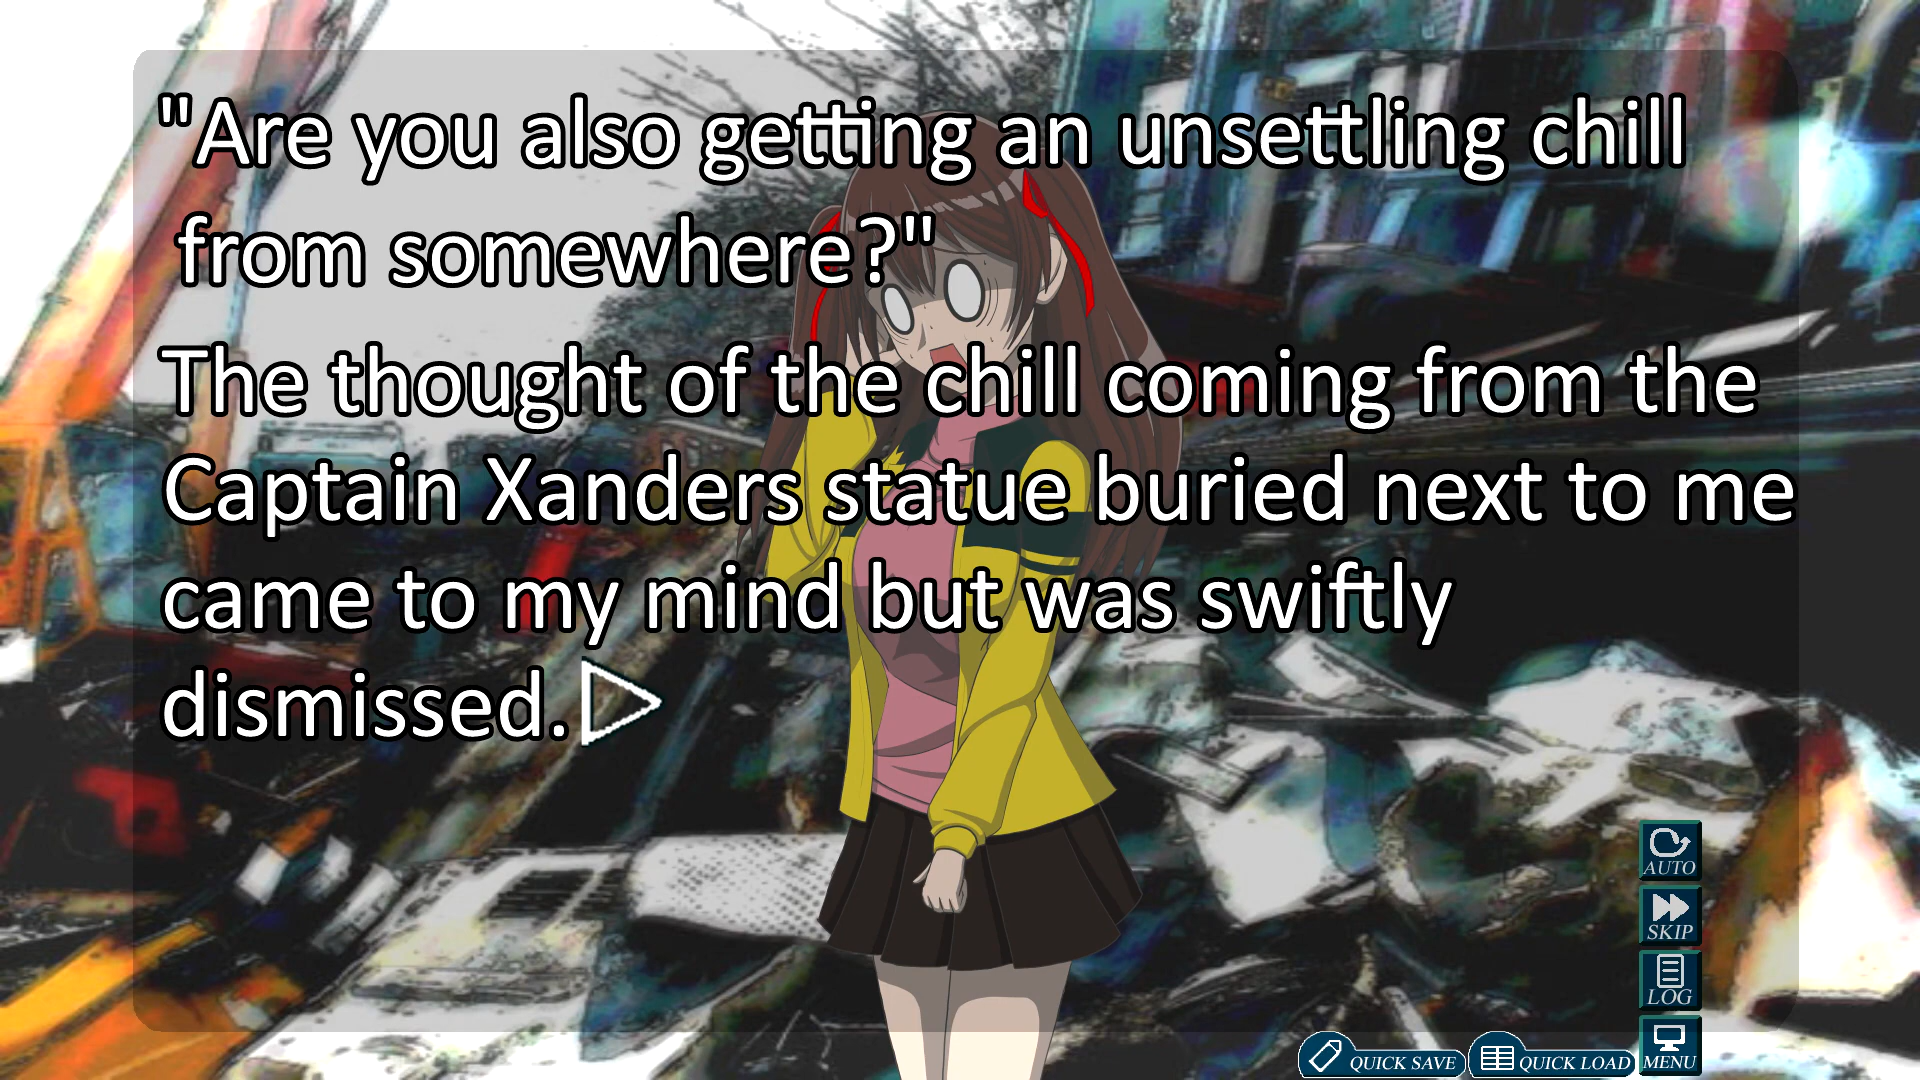 "Are you also getting an unsettling chill
from somewhere?"
The thought of the chill coming from the
Captain Xanders statue buried next to me
came to my mind but was swiftly
dismissed.
AUTO
SKIP
LOG
QUICK SAVE
QUICK LOAD
MENU